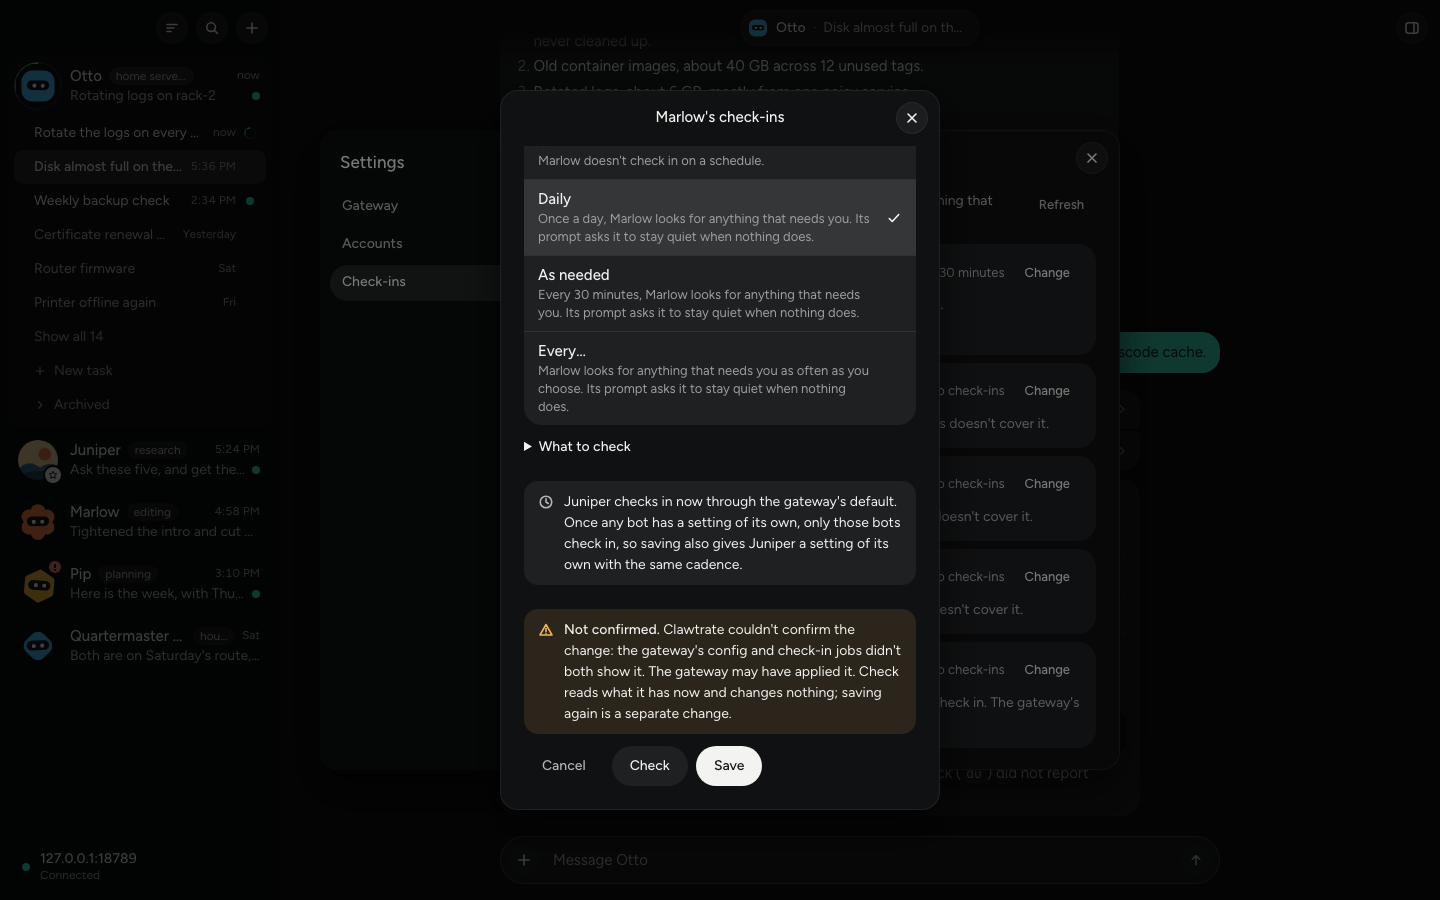 Otto · Disk almost full on th...
never cleaned up.
2. Old container images, about 40 GB across 12 unused tags.
Otto home serve... now
Rotating logs on rack-2
Rotate the logs on every ... now
Disk almost full on the... 5:36 PM
Weekly backup check 2:34 PM
Certificate renewal ... Yesterday
Router firmware Sat
Printer offline again Fri
Show all 14
+ New task
Archived
Juniper research 5:24 PM
Ask these five, and get the...
Marlow editing 4:58 PM
Tightened the intro and cut ...
Pip planning 3:10 PM
Here is the week, with Thu...
Quartermaster ... hou... Sat
Both are on Saturday's route,...
127.0.0.1:18789
Connected
Settings
Gateway
Accounts
Check-ins
Marlow's check-ins
Marlow doesn't check in on a schedule.
Daily
Once a day, Marlow looks for anything that needs you. Its
prompt asks it to stay quiet when nothing does.
As needed
Every 30 minutes, Marlow looks for anything that needs
you. Its prompt asks it to stay quiet when nothing does.
Every...
Marlow looks for anything that needs you as often as you
choose. Its prompt asks it to stay quiet when nothing
does.
What to check
Juniper checks in now through the gateway's default.
Once any bot has a setting of its own, only those bots
check in, so saving also gives Juniper a setting of its
own with the same cadence.
Not confirmed. Clawtrate couldn't confirm the
change: the gateway's config and check-in jobs didn't
both show it. The gateway may have applied it. Check
reads what it has now and changes nothing; saving
again is a separate change.
Cancel Check Save
that
Refresh
30 minutes Change
check-ins Change
doesn't cover it.
check-ins Change
cover it.
check-ins Change
cover it.
check-ins Change
check in. The gateway's
cache.
did not report
Message Otto